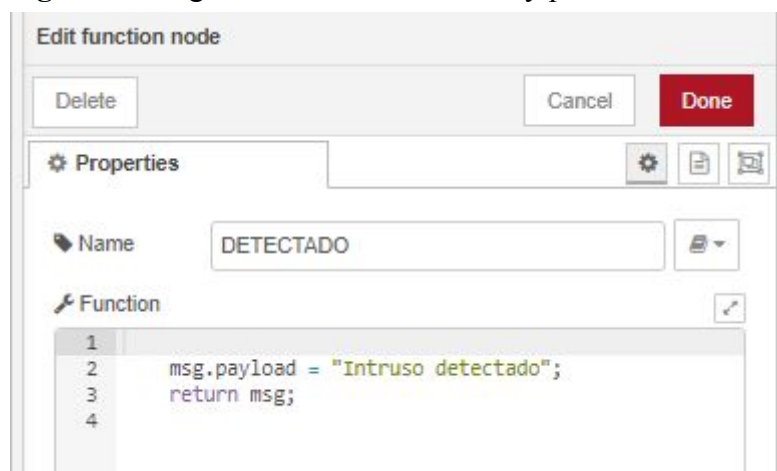 Edit function node
Delete Cancel Done
Properties
Name DETECTADO
Function
1
2 msg.payload = "Intruso detectado";
3 return msg;
4